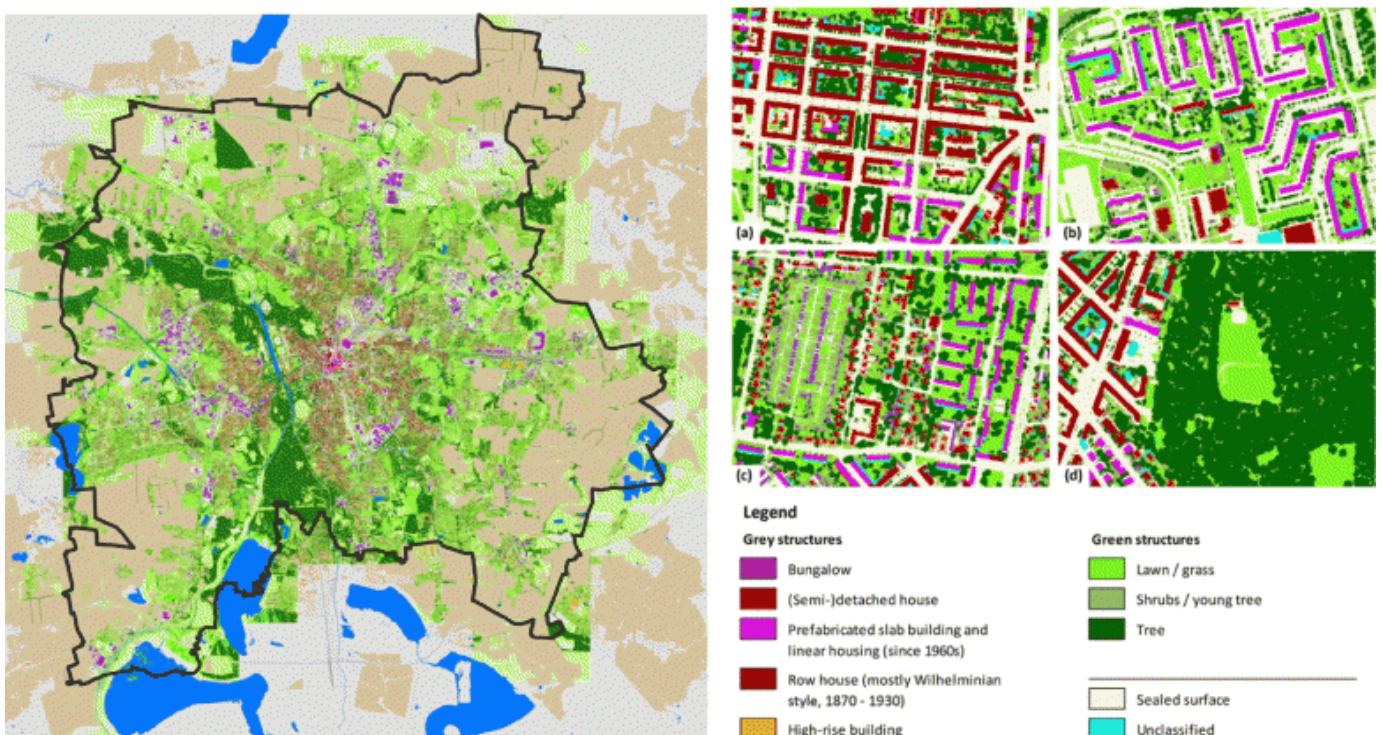 (a)
(b)
(c)
(d)
Legend
Grey structures
Bungalow
(Semi-)detached house
Prefabricated slab building and
linear housing (since 1960s)
Row house (mostly Wilhelminian
style, 1870 - 1930)
High-rise building
Green structures
Lawn / grass
Shrubs / young tree
Tree
Sealed surface
Unclassified